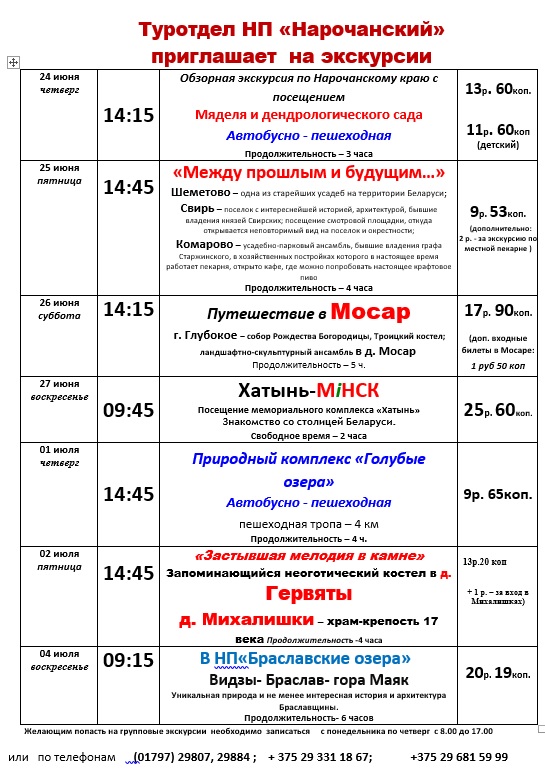 Туротдел НП «Нарочанский»
приглашает на экскурсии
24 июня
четверг
14:15
Обзорная экскурсия по Нарочанскому краю с
посещением
Мяделя и дендрологического сада
Автобусно - пешеходная
Продолжительность – 3 часа
13р. 60коп.
11р. 60коп
(детский)
25 июня
пятница
14:45
«Между прошлым и будущим…»
Шеметово – одна из старейших усадеб на территории Беларуси;
Свирь – поселок с интереснейшей историей, архитектурой, бывшие
владения князей Свирских; посещение смотровой площадки, откуда
открывается неповторимый вид на поселок и окрестности;
Комарово – усадебно-парковый ансамбль, бывшие владения графа
Старжинского, в хозяйственных постройках которого в настоящее время
работает пекарня, открыто кафе, где можно попробовать настоящее крафтовое
пиво
Продолжительность – 4 часа
9р. 53коп.
(дополнительно:
2 р. - за экскурсию по
местной пекарне )
26 июня
суббота
14:15
Путешествие в Мосар
г. Глубокое – собор Рождества Богородицы, Троицкий костел;
ландшафтно-скульптурный ансамбль в д. Мосар
Продолжительность – 5 ч.
17р. 90коп.
(доп. входные
билеты в Мосаре:
1 руб 50 коп
27 июня
воскресенье
09:45
Хатынь-МіНСК
Посещение мемориального комплекса «Хатынь»
Знакомство со столицей Беларуси.
Свободное время – 2 часа
25р. 60коп.
01 июля
четверг
14:45
Природный комплекс «Голубые
озера»
Автобусно - пешеходная
пешеходная тропа – 4 км
Продолжительность – 4 ч.
9р. 65коп.
02 июля
пятница
14:45
«Застывшая мелодия в камне»
Запоминающийся неоготический костел в д.
Гервяты
д. Михалишки – храм-крепость 17
века Продолжительность -4 часа
13р.20 коп
+ 1 р. – за вход в
Михалишках)
04 июля
воскресенье
09:15
В НП«Браславские озера»
Видзы- Браслав- гора Маяк
Уникальная природа и не менее интересная история и архитектура
Браславщины.
Продолжительность- 6 часов
20р. 19коп.
Желающим попасть на групповые экскурсии необходимо записаться с понедельника по четверг с 8.00 до 17.00
или по телефонам (01797) 29807, 29884 ; + 375 29 331 18 67; +375 29 681 59 99